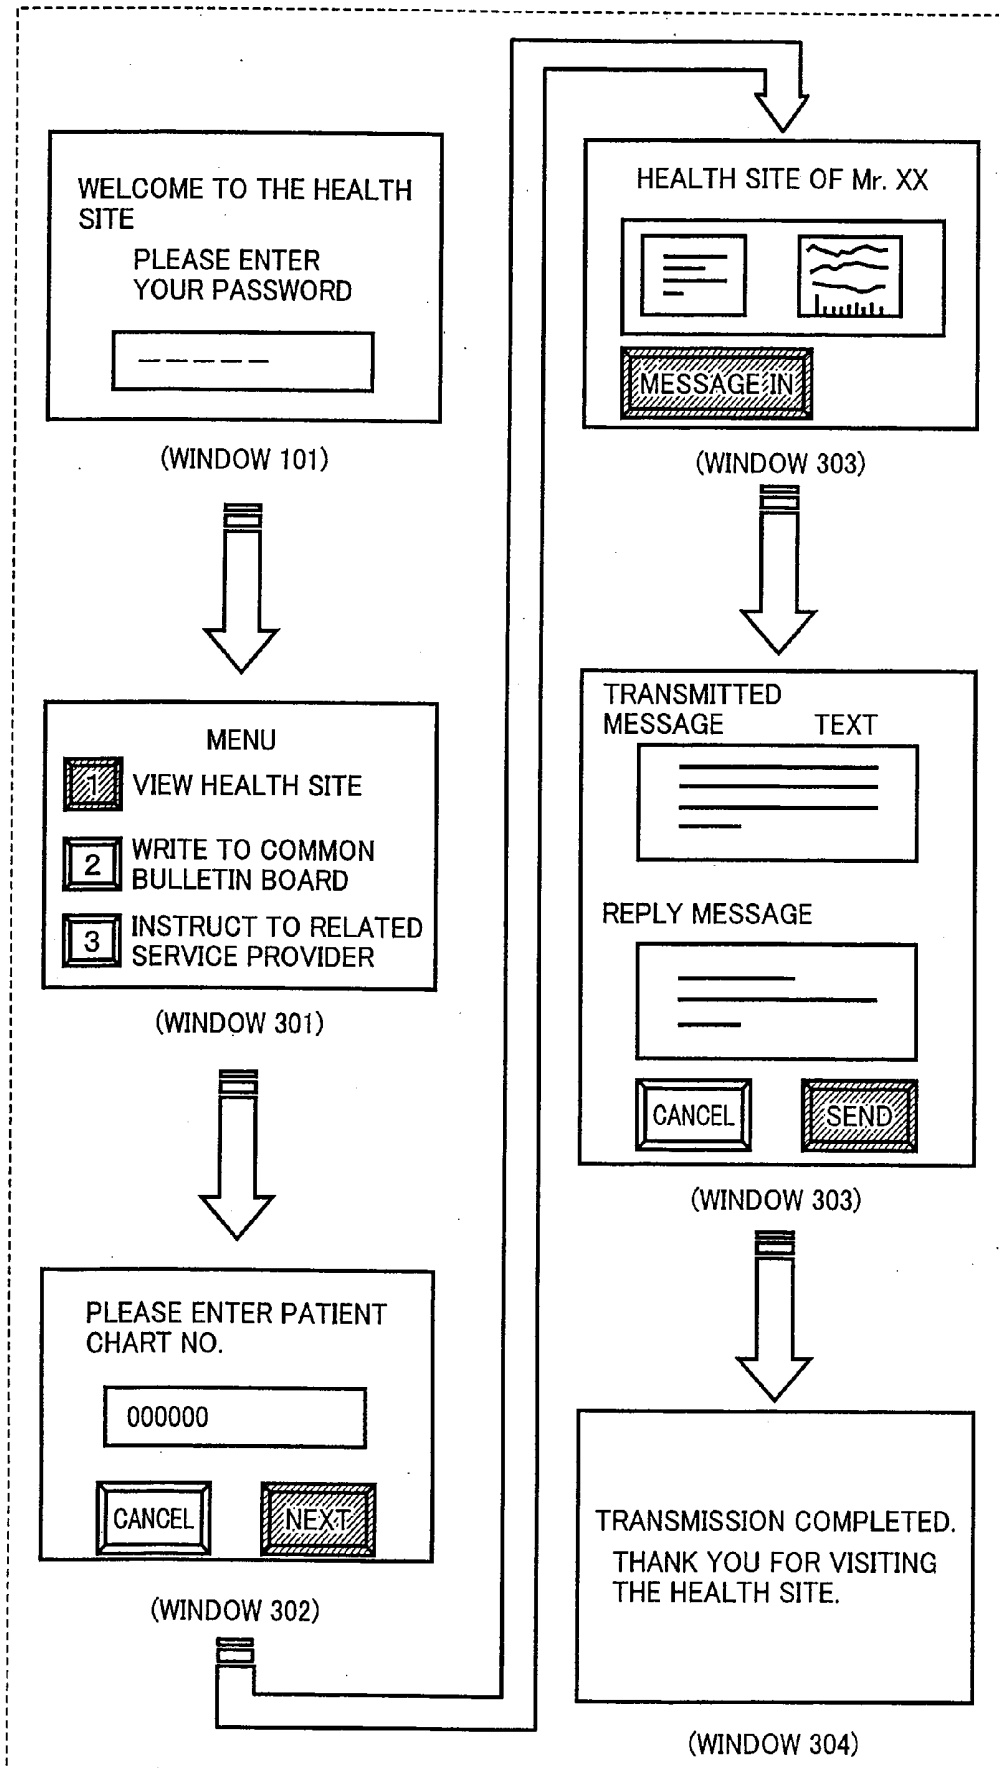 WELCOME TO THE HEALTH
SITE
PLEASE ENTER
YOUR PASSWORD
(WINDOW 101)
MENU
1 VIEW HEALTH SITE
2 WRITE TO COMMON
BULLETIN BOARD
3 INSTRUCT TO RELATED
SERVICE PROVIDER
(WINDOW 301)
PLEASE ENTER PATIENT
CHART NO.
000000
CANCEL NEXT
(WINDOW 302)
HEALTH SITE OF Mr. XX
MESSAGE IN
(WINDOW 303)
TRANSMITTED
MESSAGE TEXT
REPLY MESSAGE
CANCEL SEND
(WINDOW 303)
TRANSMISSION COMPLETED.
THANK YOU FOR VISITING
THE HEALTH SITE.
(WINDOW 304)